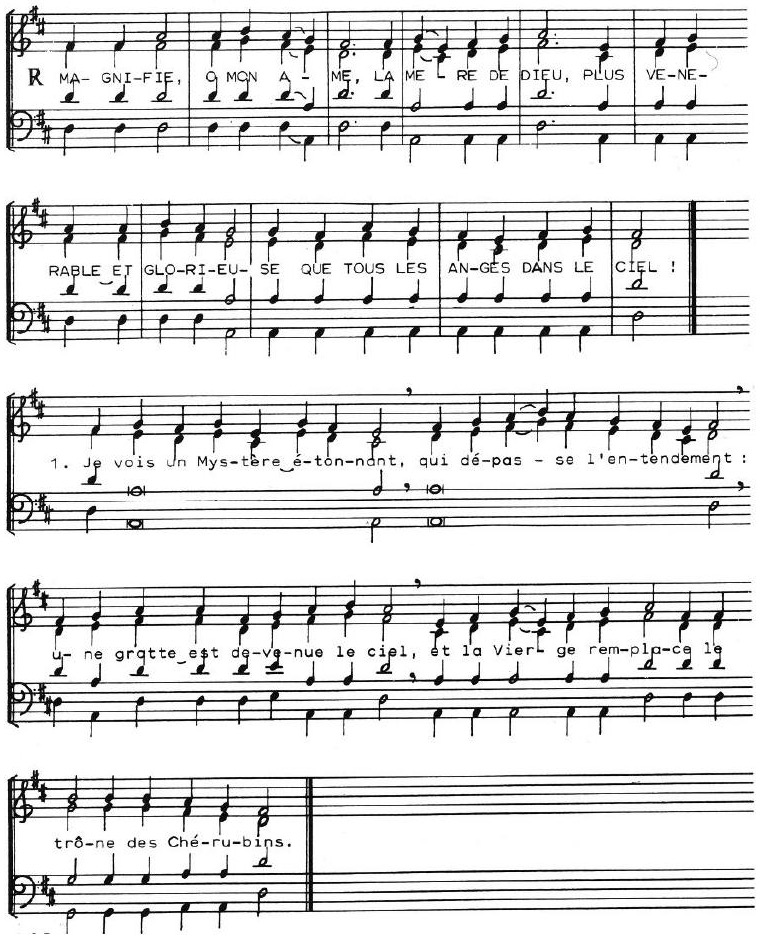 R MA- GNI-FIE, O MON A - ME, LA ME - RE DE DIEU, PLUS VE-NE-
RABLE ET GLO-RI-EU- SE QUE TOUS LES AN-GES DANS LE CIEL !
1. Je vois un Mys-tère é-ton-nant, qui dé-pas - se l'en-tendement :
u- ne grotte est de-ve-nue le ciel, et la Vier- ge rem-pla-ce le
trô-ne des Ché-ru-bins.